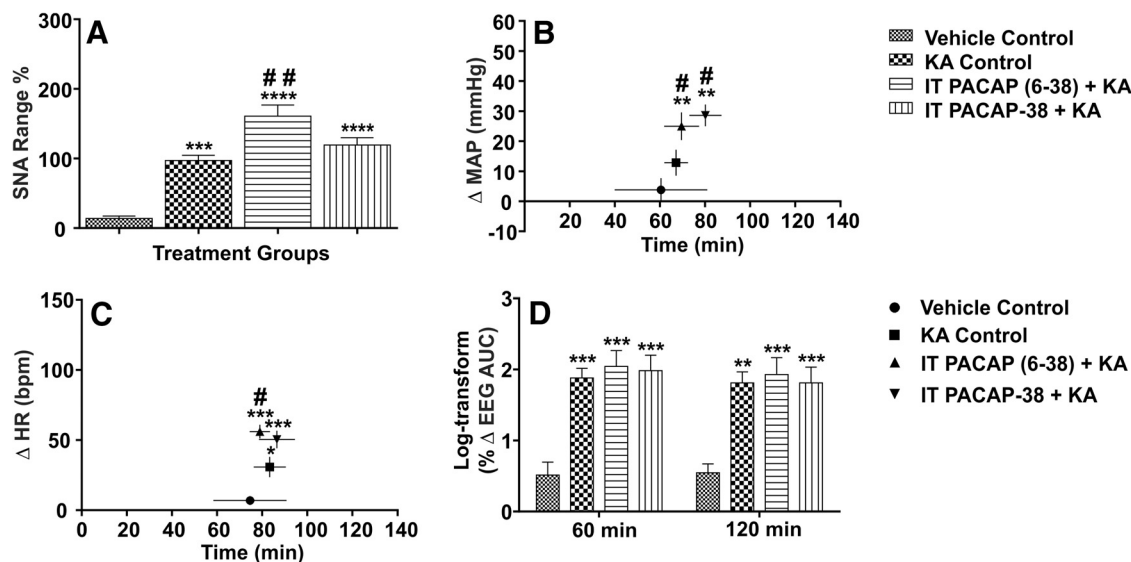 A
SNA Range %
300
200
100
0
# #
***
****
****
Treatment Groups
B
Δ MAP (mmHg)
60
50
40
30
20
10
0
-10
# #
** **
20 40 60 80 100 120 140
Time (min)
Vehicle Control
KA Control
IT PACAP (6-38) + KA
IT PACAP-38 + KA
C
Δ HR (bpm)
150
100
50
0
#
***
***
*
0 20 40 60 80 100 120 140
Time (min)
D
Log-transform
(% Δ EEG AUC)
3
2
1
0
*** *** *** ** *** ***
60 min 120 min
Vehicle Control
KA Control
IT PACAP (6-38) + KA
IT PACAP-38 + KA